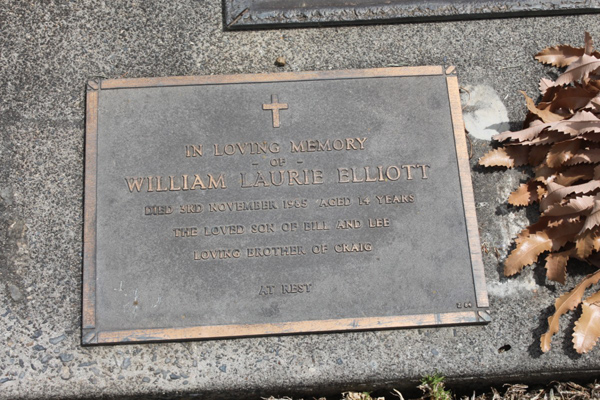 IN LOVING MEMORY
- OF -
WILLIAM LAURIE ELLIOTT
DIED 3RD NOVEMBER 1985 AGED 14 YEARS
THE LOVED SON OF BILL AND LEE
LOVING BROTHER OF CRAIG
AT REST